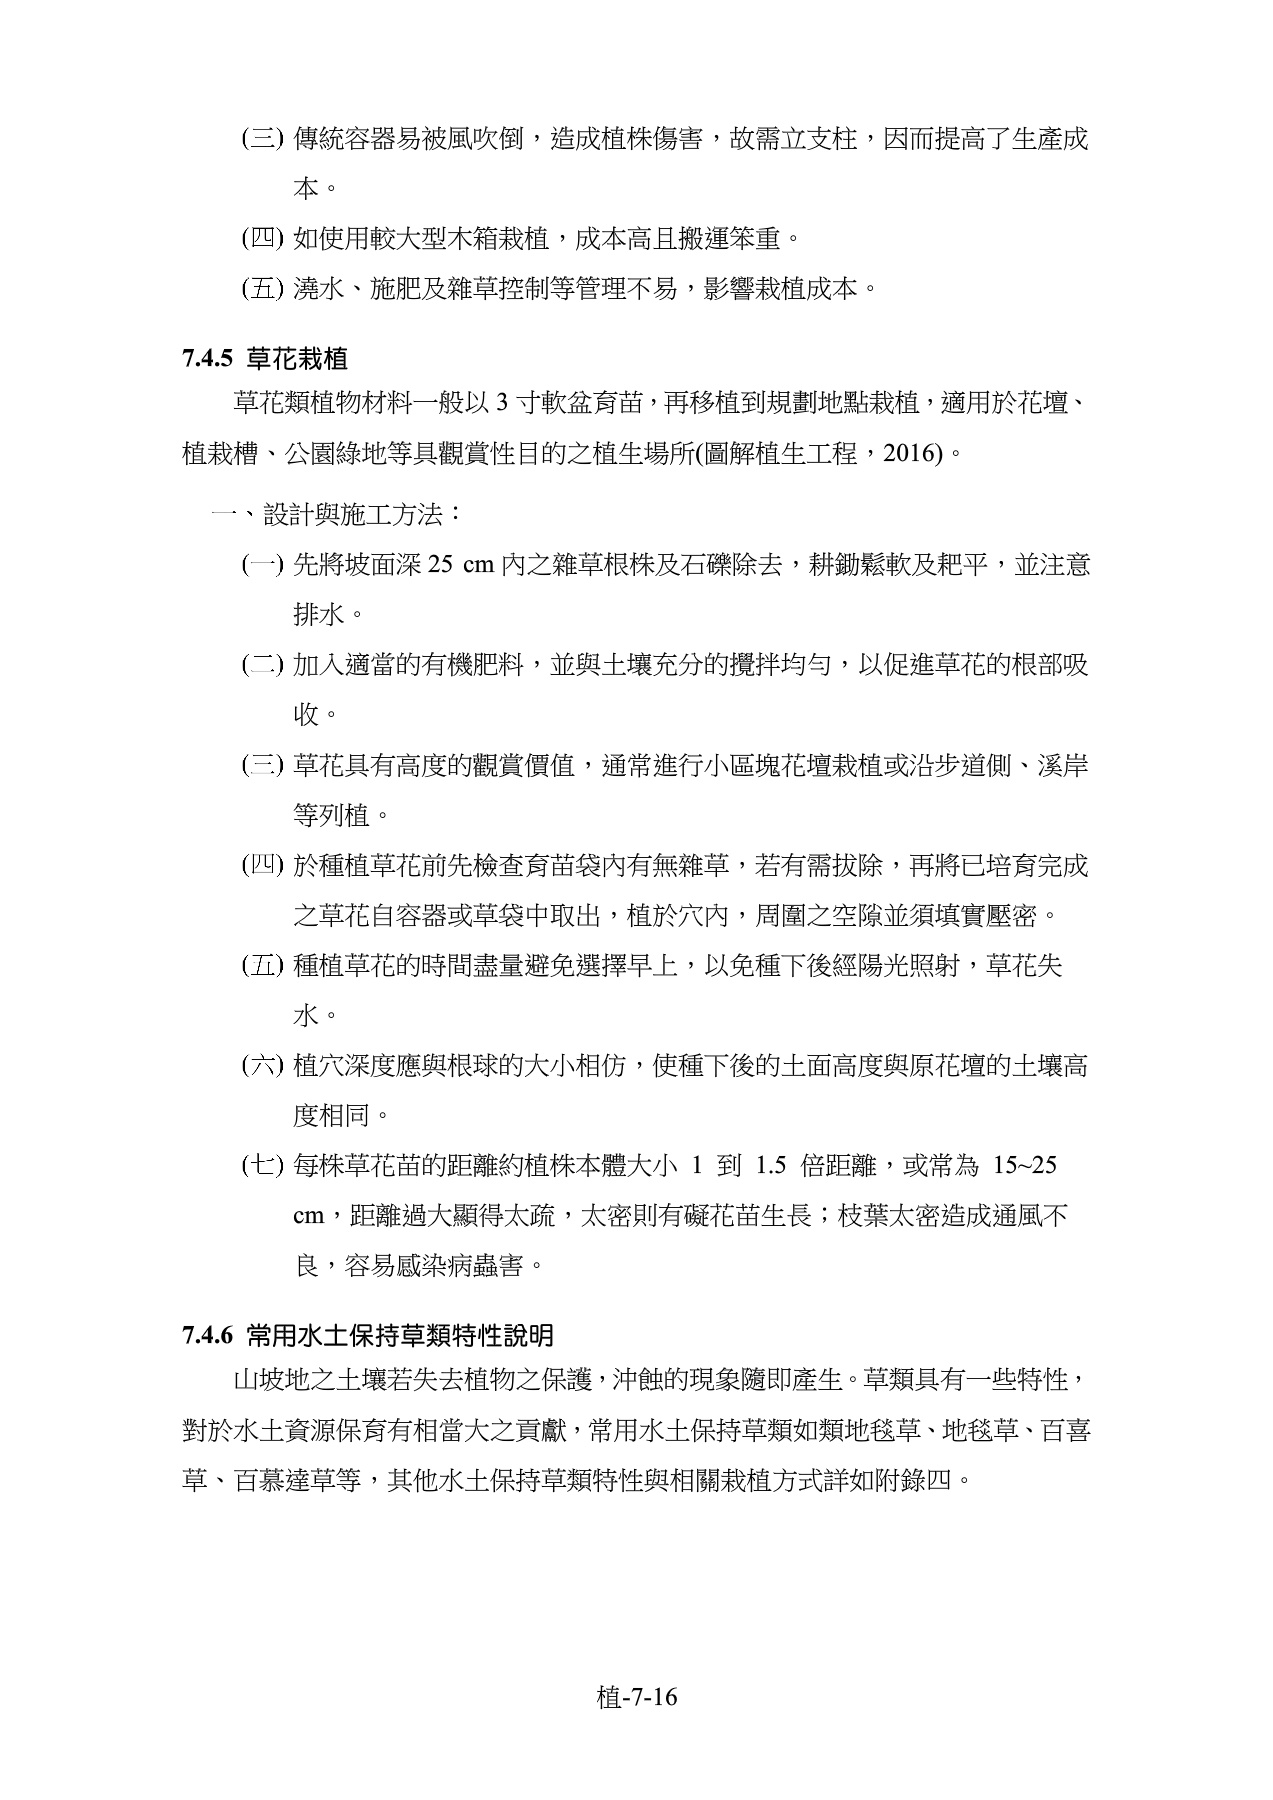 (三) 傳統容器易被風吹倒，造成植株傷害，故需立支柱，因而提高了生產成
本。
(四) 如使用較大型木箱栽植，成本高且搬運笨重。
(五) 澆水、施肥及雜草控制等管理不易，影響栽植成本。
7.4.5 草花栽植
草花類植物材料一般以 3 寸軟盆育苗，再移植到規劃地點栽植，適用於花壇、
植栽槽、公園綠地等具觀賞性目的之植生場所(圖解植生工程，2016)。
一、設計與施工方法：
(一) 先將坡面深 25 cm 內之雜草根株及石礫除去，耕鋤鬆軟及耙平，並注意
排水。
(二) 加入適當的有機肥料，並與土壤充分的攪拌均勻，以促進草花的根部吸
收。
(三) 草花具有高度的觀賞價值，通常進行小區塊花壇栽植或沿步道側、溪岸
等列植。
(四) 於種植草花前先檢查育苗袋內有無雜草，若有需拔除，再將已培育完成
之草花自容器或草袋中取出，植於穴內，周圍之空隙並須填實壓密。
(五) 種植草花的時間盡量避免選擇早上，以免種下後經陽光照射，草花失
水。
(六) 植穴深度應與根球的大小相仿，使種下後的土面高度與原花壇的土壤高
度相同。
(七) 每株草花苗的距離約植株本體大小 1 到 1.5 倍距離，或常為 15~25
cm，距離過大顯得太疏，太密則有礙花苗生長；枝葉太密造成通風不
良，容易感染病蟲害。
7.4.6 常用水土保持草類特性說明
山坡地之土壤若失去植物之保護，沖蝕的現象隨即產生。草類具有一些特性，
對於水土資源保育有相當大之貢獻，常用水土保持草類如類地毯草、地毯草、百喜
草、百慕達草等，其他水土保持草類特性與相關栽植方式詳如附錄四。
植-7-16